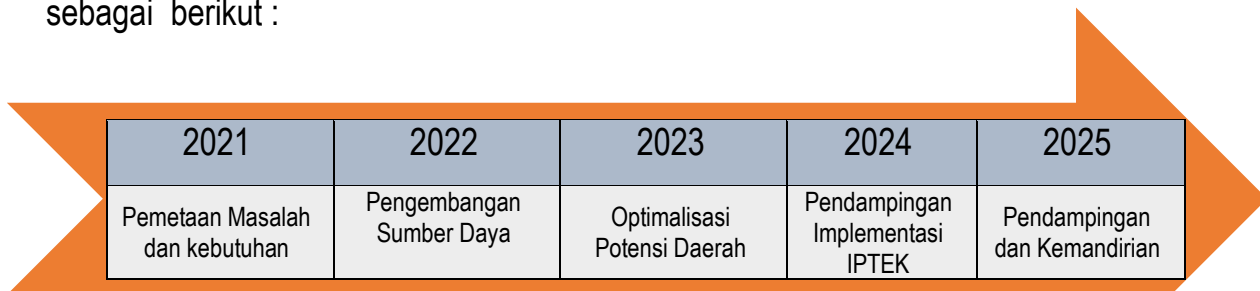 sebagai berikut :
2021 2022 2023 2024 2025
Pemetaan Masalah
dan kebutuhan
Pengembangan
Sumber Daya
Optimalisasi
Potensi Daerah
Pendampingan
Implementasi
IPTEK
Pendampingan
dan Kemandirian